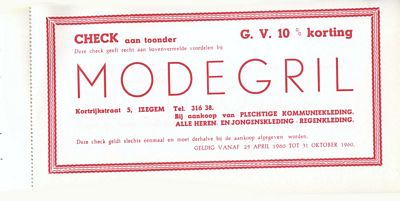 CHECK aan toonder G. V. 10 % korting
Deze check geeft recht aan bovenvermelde voordelen bij
MODEGRIL
Kortrijkstraat 5, IZEGEM Tel. 316 38.
Bij aankoop van PLECHTIGE KOMMUNIEKLEDING.
ALLE HEREN- EN JONGENSKLEDING - REGENKLEDING.
Deze check geldt slechts eenmaal en moet derhalve bij de aankoop afgegeven worden.
GELDIG VANAF 25 APRIL 1960 TOT 31 OKTOBER 1960.